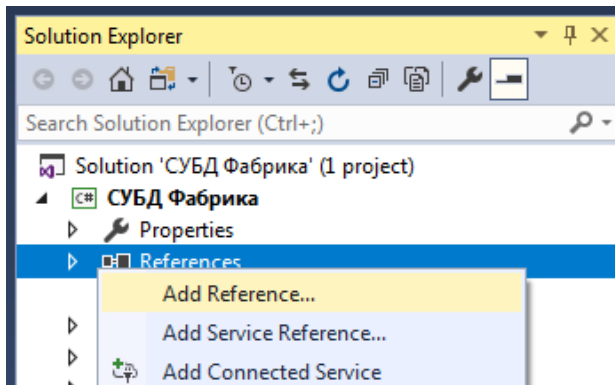 Solution Explorer
Search Solution Explorer (Ctrl+;)
Solution 'СУБД Фабрика' (1 project)
C# СУБД Фабрика
Properties
References
Add Reference...
Add Service Reference...
Add Connected Service